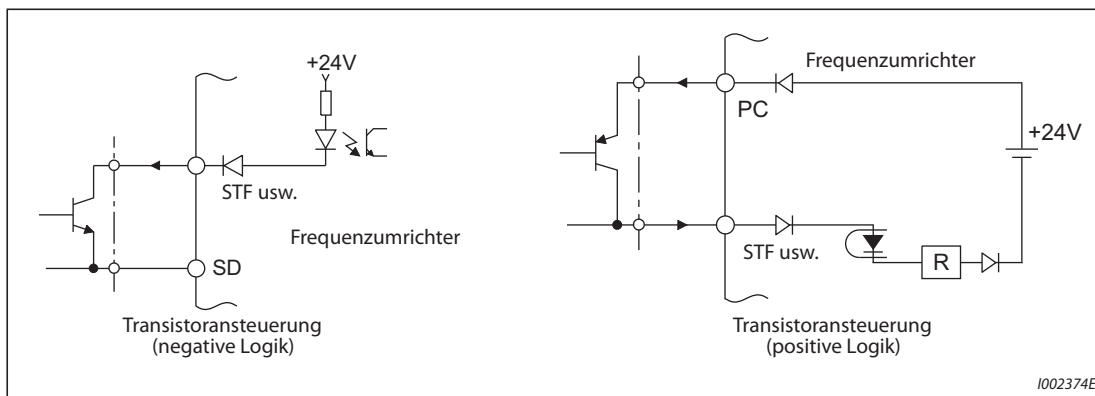 +24V
STF usw.
Frequenzumrichter
SD
Transistoransteuerung
(negative Logik)
Frequenzumrichter
PC
+24V
STF usw.
R
Transistoransteuerung
(positive Logik)
I002374E